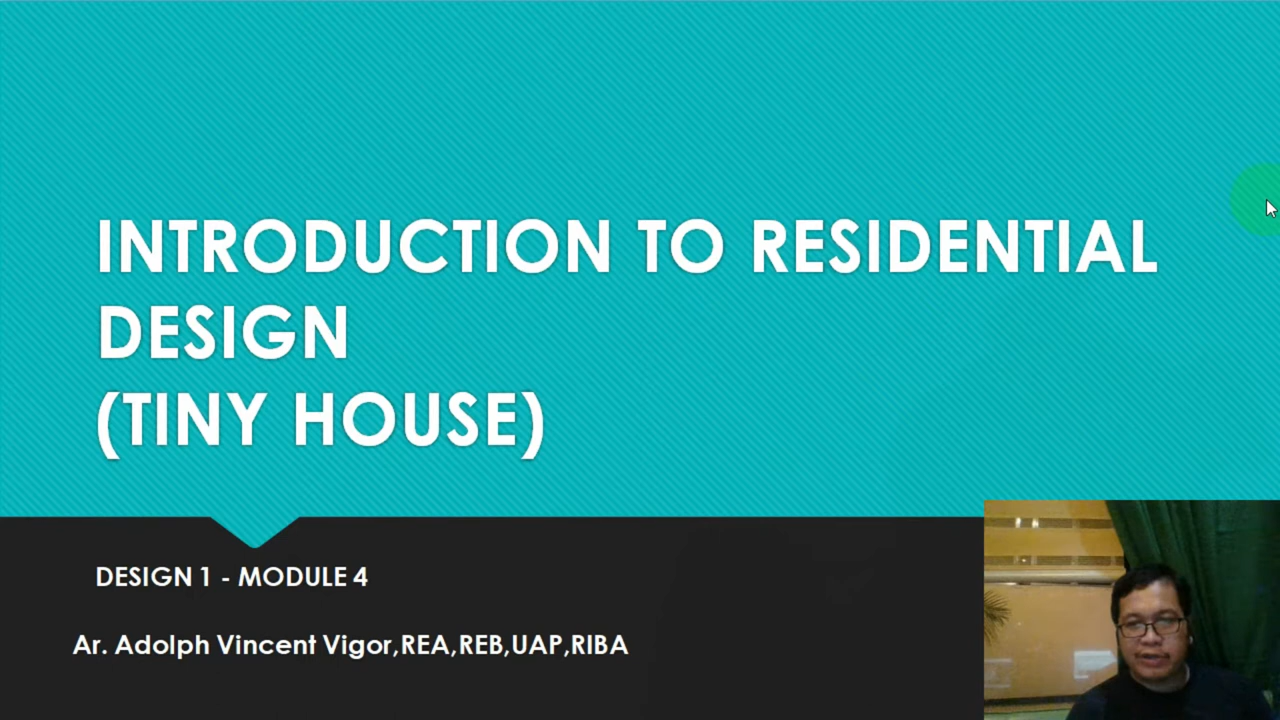 INTRODUCTION TO RESIDENTIAL
DESIGN
(TINY HOUSE)
DESIGN 1 - MODULE 4
Ar. Adolph Vincent Vigor,REA,REB,UAP,RIBA